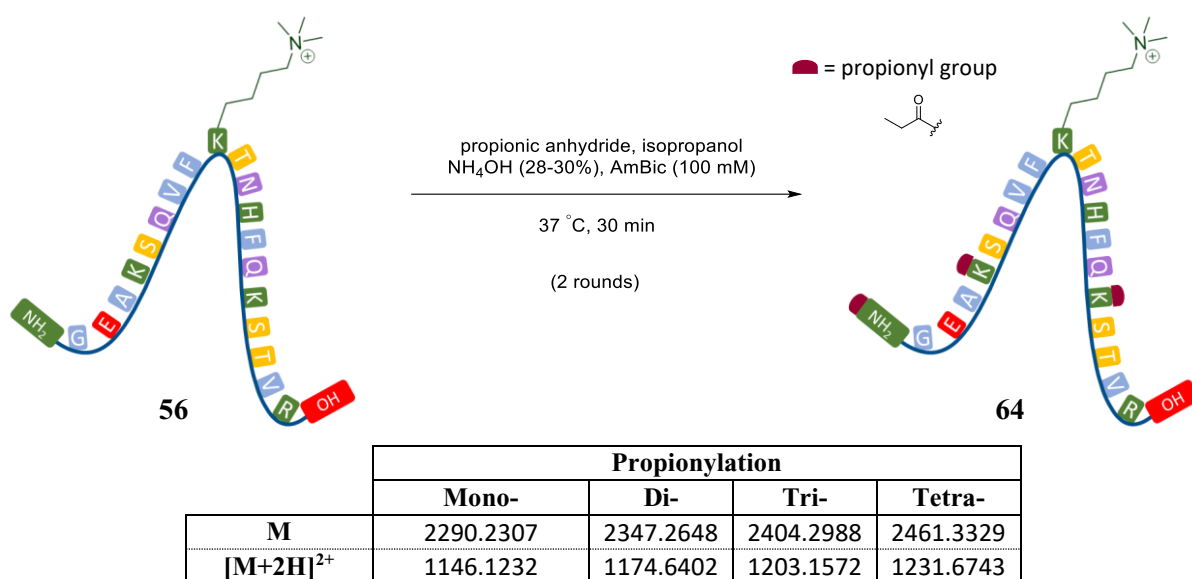 N
⊕
= propionyl group
O
K
F
V
Q
S
K
A
E
G
NH2
T
N
H
F
Q
K
S
T
V
R
OH
56
propionic anhydride, isopropanol
NH4OH (28-30%), AmBic (100 mM)
37 °C, 30 min
(2 rounds)
N
⊕
K
F
V
Q
S
K
A
E
G
NH2
T
N
H
F
Q
K
S
T
V
R
OH
64
Propionylation
Mono- Di- Tri- Tetra-
M 2290.2307 2347.2648 2404.2988 2461.3329
[M+2H]2+ 1146.1232 1174.6402 1203.1572 1231.6743